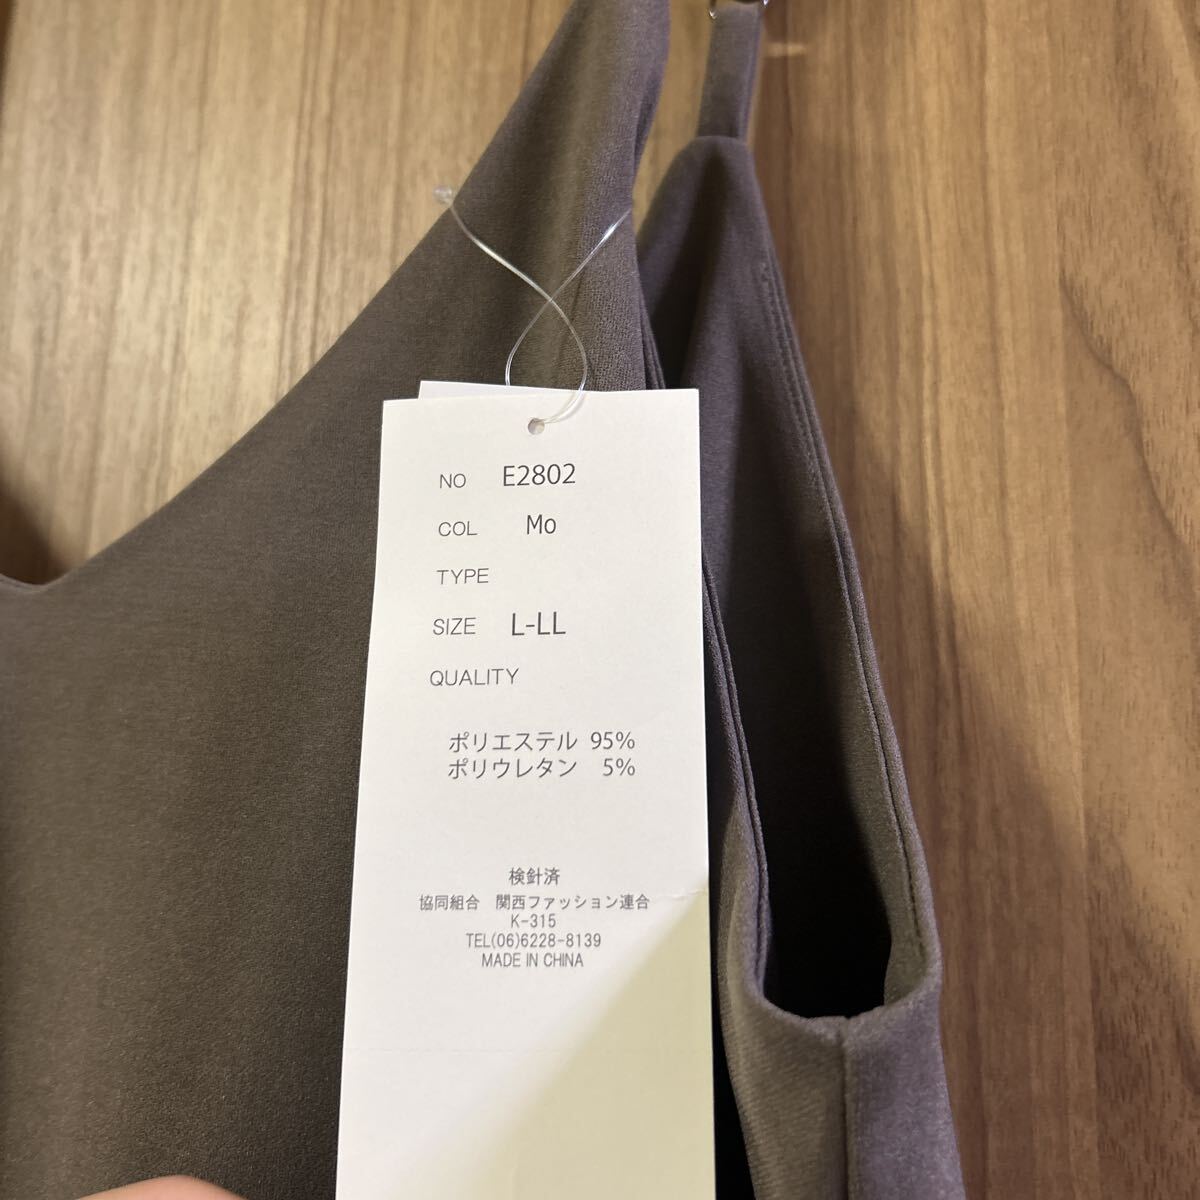 NO E2802
COL Mo
TYPE
SIZE L-LL
QUALITY
ポリエステル 95%
ポリウレタン 5%
検針済
協同組合 関西ファッション連合
K-315
TEL(06)6228-8139
MADE IN CHINA